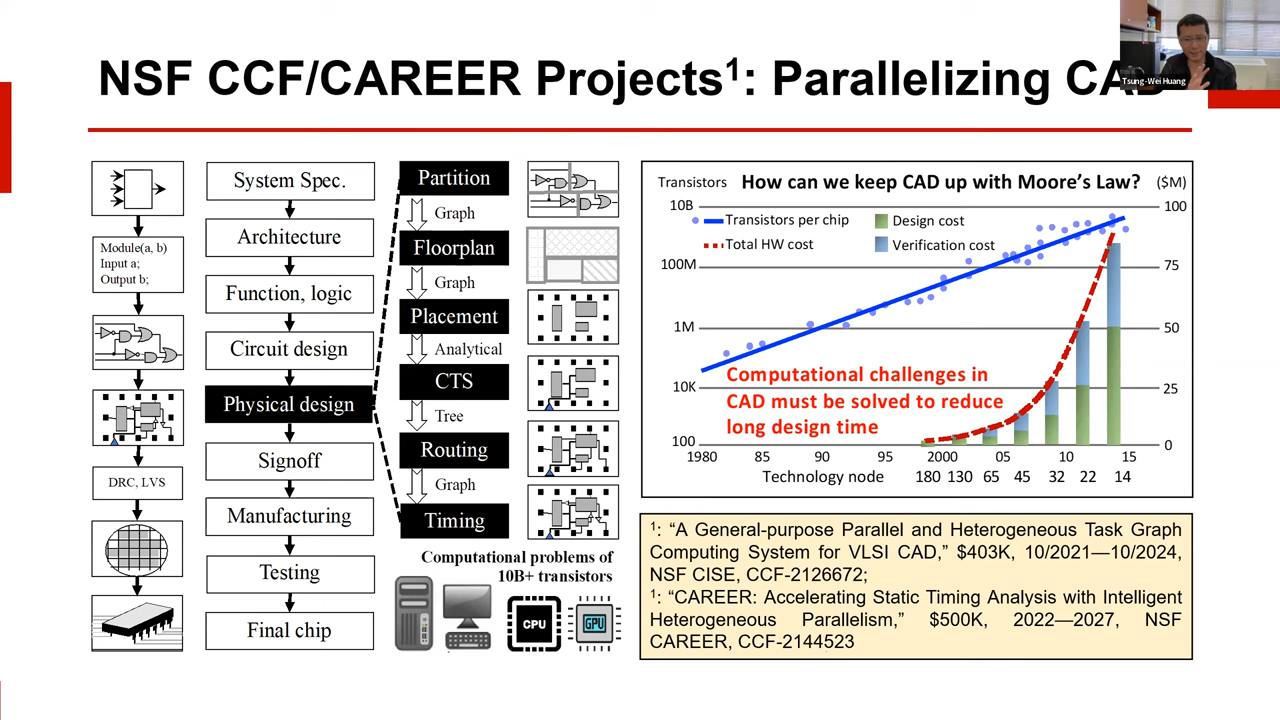 NSF CCF/CAREER Projects¹: Parallelizing CAD
Tsung-Wei Huang
Module(a, b)
Input a;
Output b;
DRC, LVS
System Spec.
Architecture
Function, logic
Circuit design
Physical design
Signoff
Manufacturing
Testing
Final chip
Partition
Graph
Floorplan
Graph
Placement
Analytical
CTS
Tree
Routing
Graph
Timing
Computational problems of
10B+ transistors
CPU
GPU
Transistors How can we keep CAD up with Moore's Law? ($M)
10B 100
Transistors per chip Design cost
Total HW cost Verification cost
100M 75
1M 50
10K 25
Computational challenges in
CAD must be solved to reduce
long design time
100 0
1980 85 90 95 2000 05 10 15
Technology node 180 130 65 45 32 22 14
¹: “A General-purpose Parallel and Heterogeneous Task Graph
Computing System for VLSI CAD,” $403K, 10/2021—10/2024,
NSF CISE, CCF-2126672;
¹: “CAREER: Accelerating Static Timing Analysis with Intelligent
Heterogeneous Parallelism,” $500K, 2022—2027, NSF
CAREER, CCF-2144523